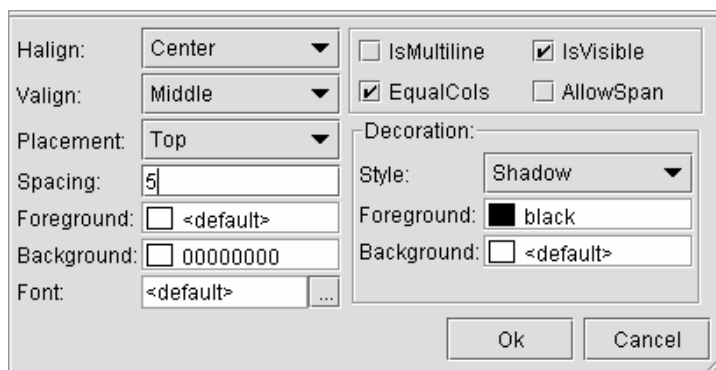 Halign: Center
Valign: Middle
Placement: Top
Spacing: 5
Foreground: <default>
Background: 00000000
Font: <default> ...
IsMultiline IsVisible
EqualCols AllowSpan
Decoration:
Style: Shadow
Foreground: black
Background: <default>
Ok Cancel